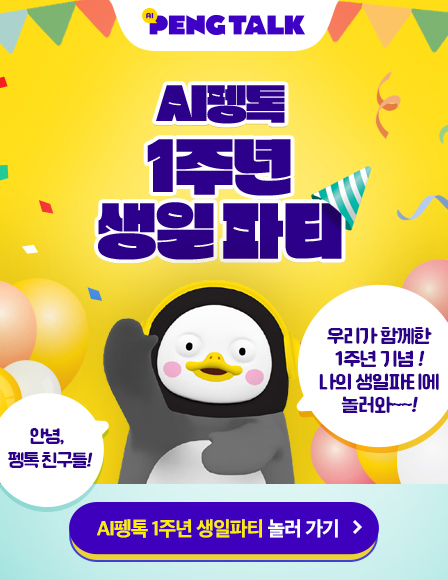 AI
PENG TALK
AI펭톡
1주년
생일 파티
우리가 함께한
1주년 기념 !
나의 생일파티에
놀러와~~~!
안녕,
펭톡 친구들!
AI펭톡 1주년 생일파티 놀러 가기